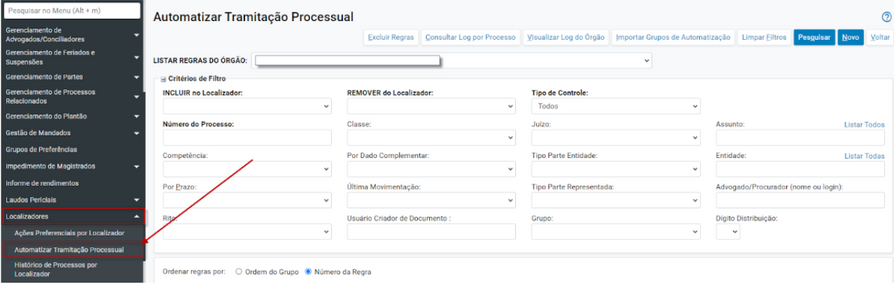 Pesquisar no Menu (Alt + m)
Gerenciamento de
Advogados/Conciliadores
Gerenciamento de Feriados e
Suspensões
Gerenciamento de Partes
Gerenciamento de Processos
Relacionados
Gerenciamento do Plantão
Gestão de Mandados
Grupos de Preferências
Impedimento de Magistrados
Informe de rendimentos
Laudos Periciais
Localizadores
Ações Preferenciais por Localizador
Automatizar Tramitação Processual
Histórico de Processos por
Localizador
Automatizar Tramitação Processual
Excluir Regras Consultar Log por Processo Visualizar Log do Órgão Importar Grupos de Automatização Limpar Filtros Pesquisar Novo Voltar
LISTAR REGRAS DO ÓRGÃO:
Critérios de Filtro
INCLUIR no Localizador: REMOVER do Localizador: Tipo de Controle:
Todos
Número do Processo: Classe: Juízo: Assunto: Listar Todos
Competência: Por Dado Complementar: Tipo Parte Entidade: Entidade: Listar Todas
Por Prazo: Última Movimentação: Tipo Parte Representada: Advogado/Procurador (nome ou login):
Rito: Usuário Criador de Documento : Grupo: Dígito Distribuição:
Ordenar regras por: Ordem do Grupo Número da Regra